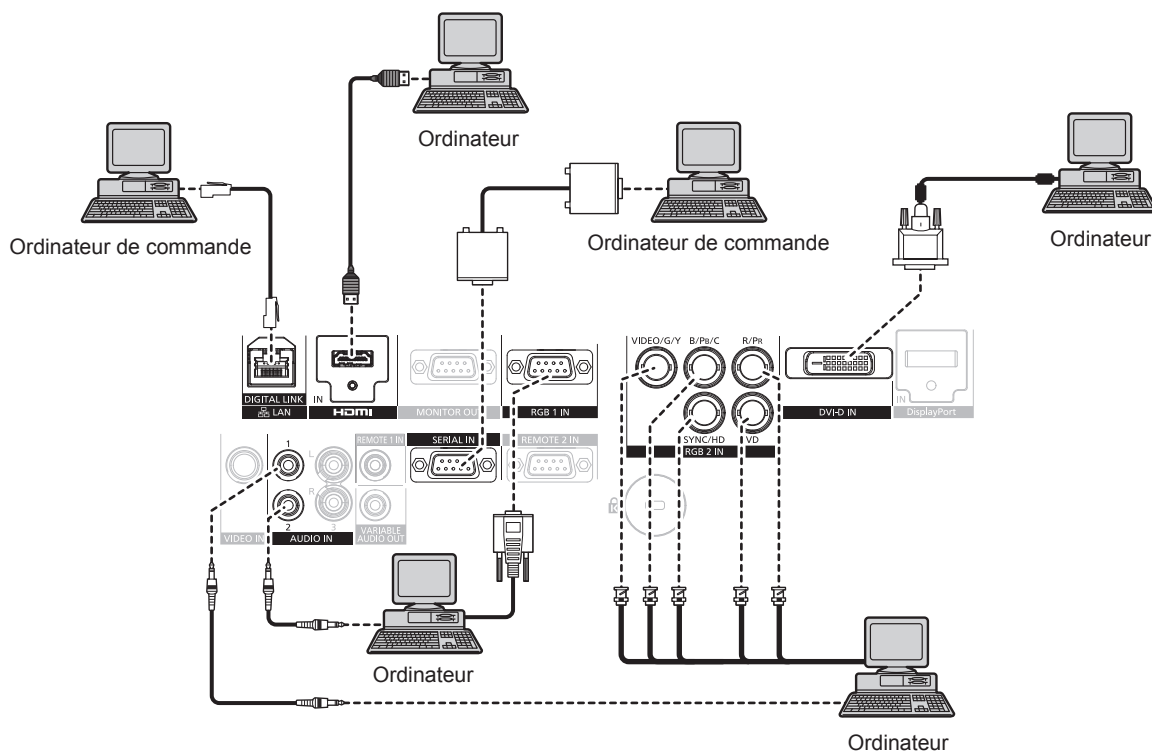 Ordinateur
Ordinateur de commande
Ordinateur de commande
Ordinateur
VIDEO/G/Y B/PB/C R/PR
DIGITAL LINK
LAN
IN
HDMI
MONITOR OUT
RGB 1 IN
SYNC/HD VD
RGB 2 IN
DVI-D IN
IN
DisplayPort
1
L
REMOTE 1 IN
SERIAL IN
REMOTE 2 IN
R
2
3
VIDEO IN
AUDIO IN
VARIABLE
AUDIO OUT
Ordinateur
Ordinateur